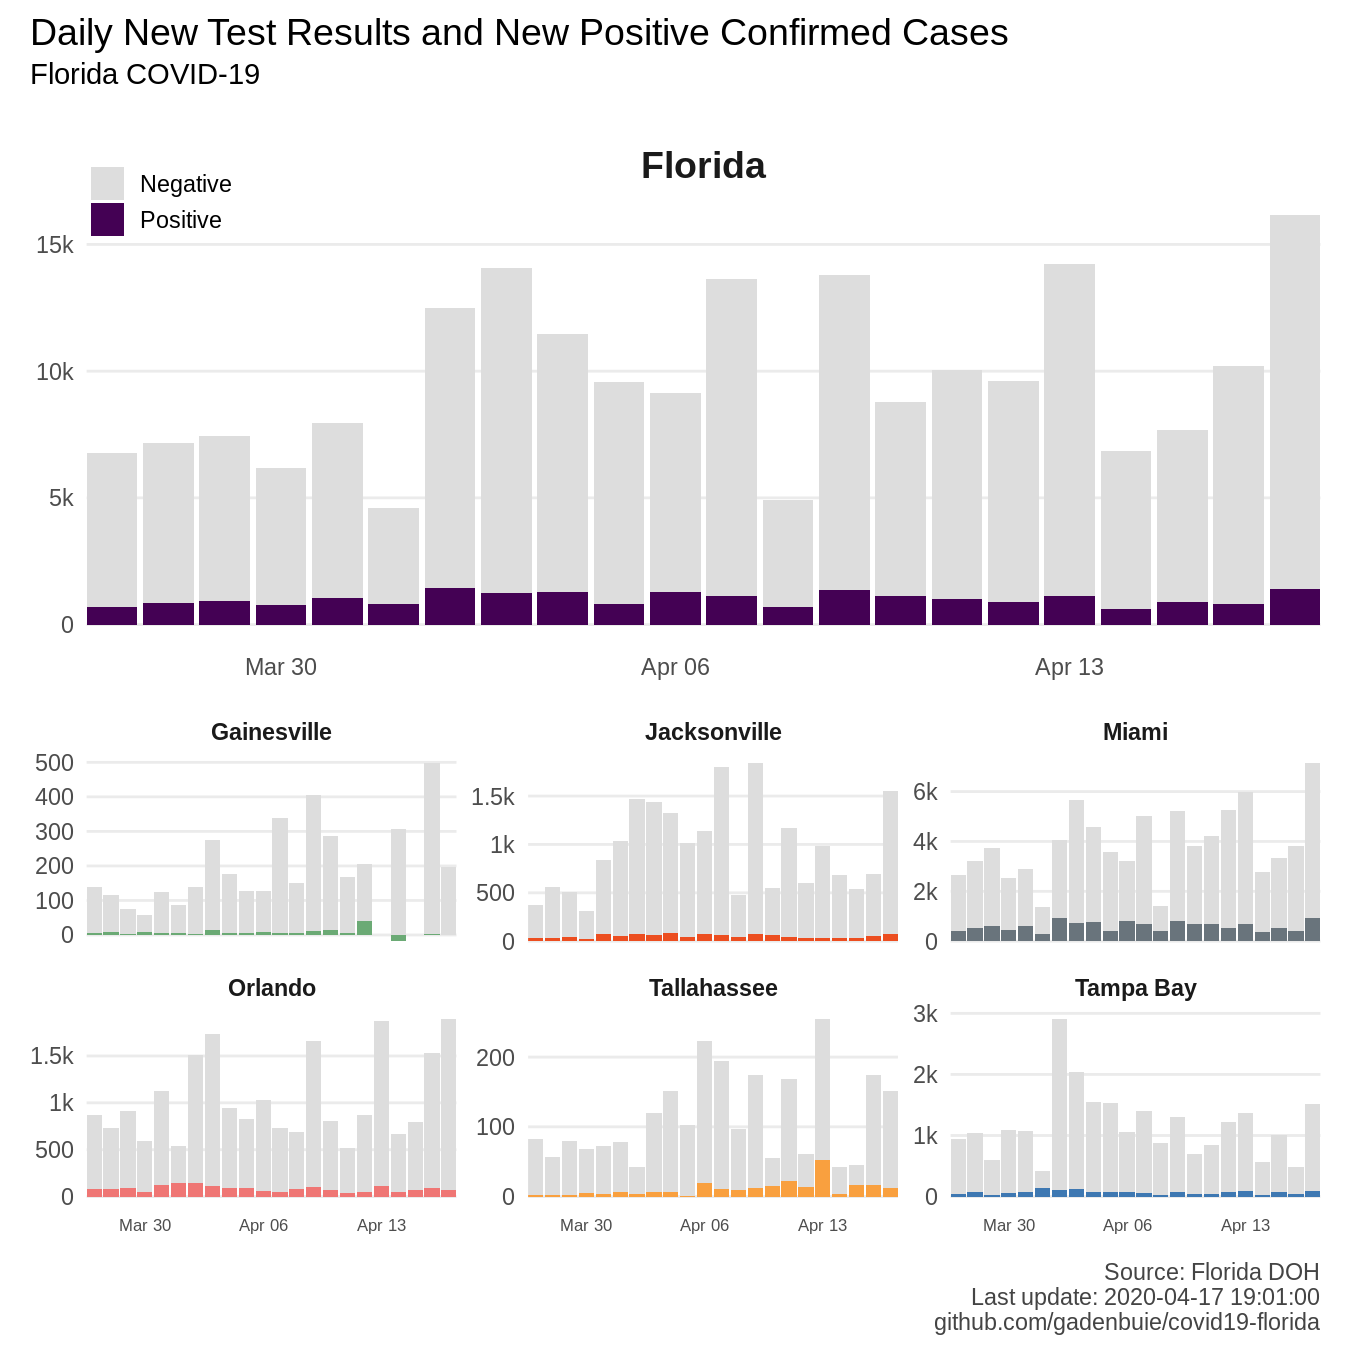 Daily New Test Results and New Positive Confirmed Cases
Florida COVID-19
Florida
Negative
Positive
15k
10k
5k
0
Mar 30 Apr 06 Apr 13
Gainesville Jacksonville Miami
500
400
300
200
100
0
1.5k
1k
500
0
6k
4k
2k
0
Orlando Tallahassee Tampa Bay
1.5k
1k
500
0
200
100
0
3k
2k
1k
0
Mar 30 Apr 06 Apr 13 Mar 30 Apr 06 Apr 13 Mar 30 Apr 06 Apr 13
Source: Florida DOH
Last update: 2020-04-17 19:01:00
github.com/gadenbuie/covid19-florida